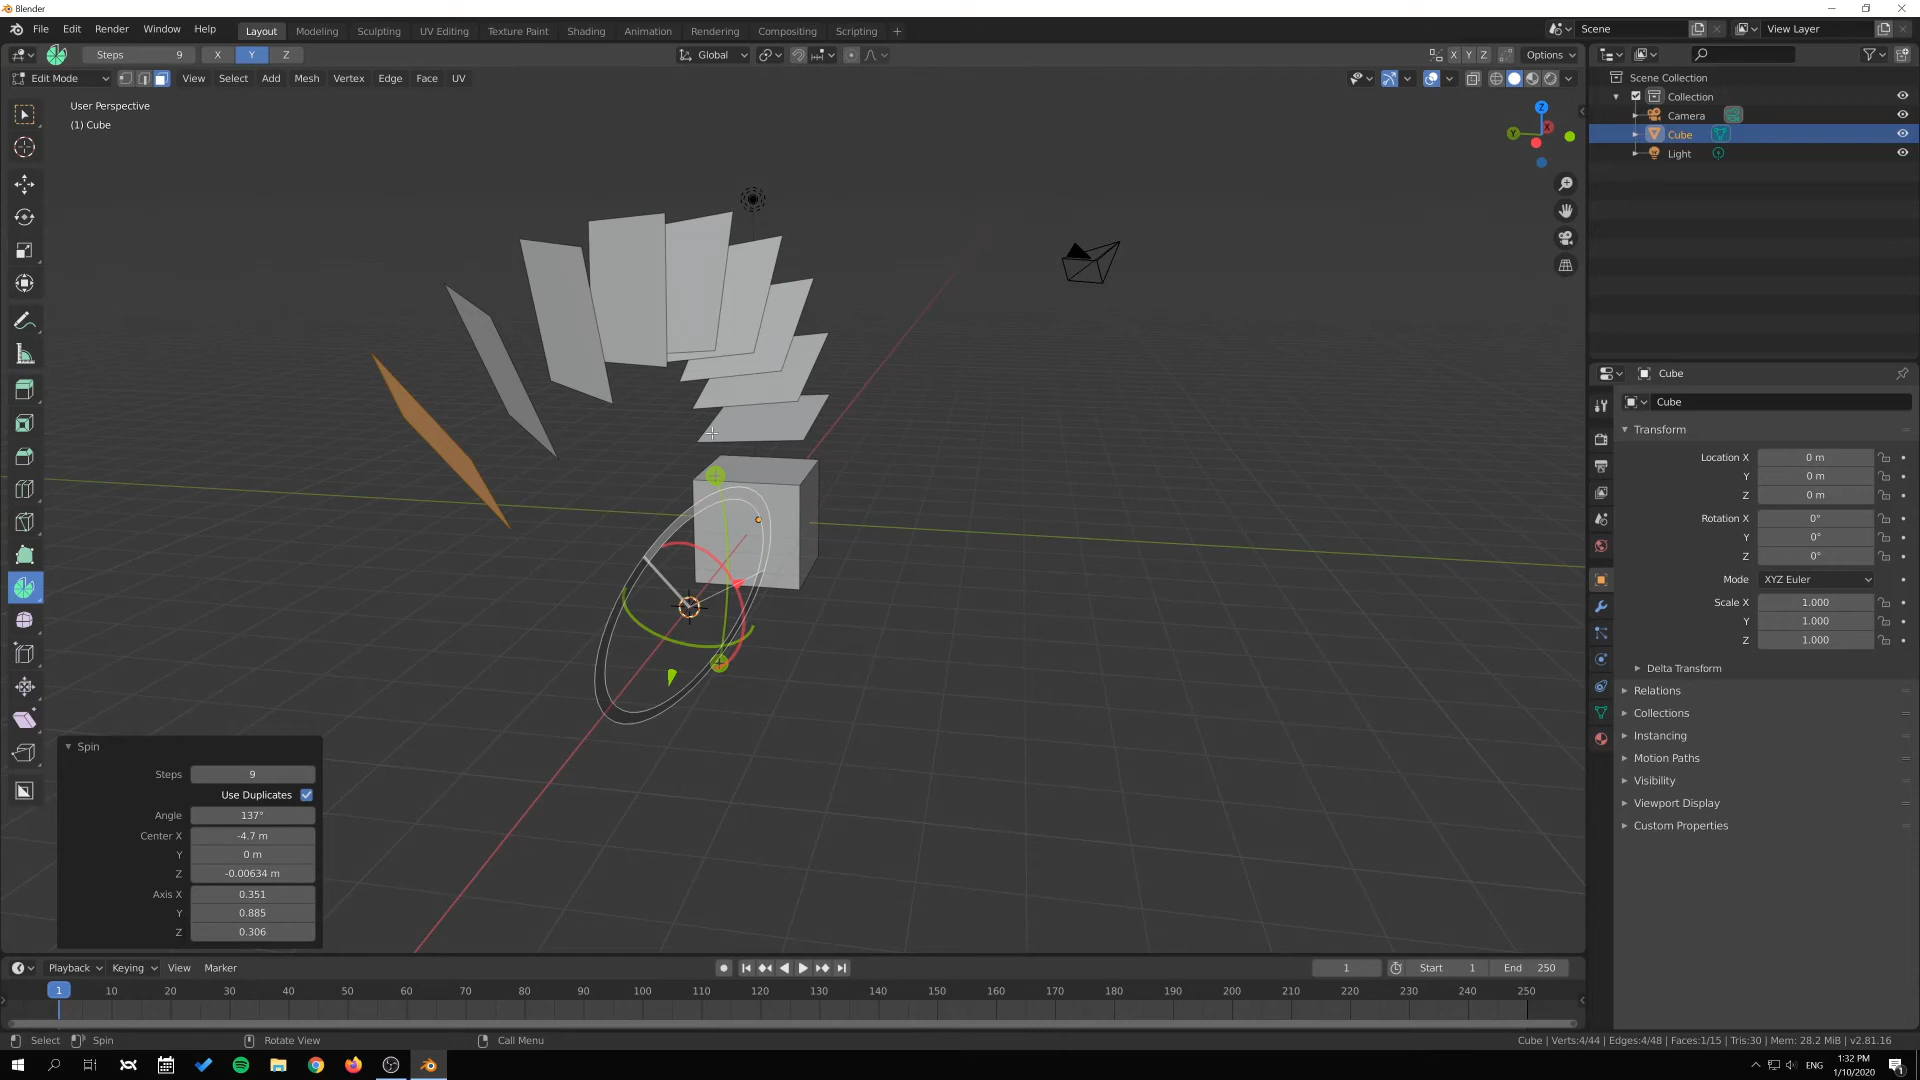 Blender
File Edit Render Window Help
Layout Modeling Sculpting UV Editing Texture Paint Shading Animation Rendering Compositing Scripting +
Scene
View Layer
Steps 9 X Y Z
Global
X Y Z
Options
Edit Mode
View Select Add Mesh Vertex Edge Face UV
User Perspective
(1) Cube
Z
Y
X
Scene Collection
Collection
Camera
Cube
Light
Cube
Cube
Transform
Location X 0 m
Y 0 m
Z 0 m
Rotation X 0°
Y 0°
Z 0°
Mode XYZ Euler
Scale X 1.000
Y 1.000
Z 1.000
Delta Transform
Relations
Collections
Instancing
Motion Paths
Visibility
Viewport Display
Custom Properties
Spin
Steps 9
Use Duplicates
Angle 137°
Center X -4.7 m
Y 0 m
Z -0.00634 m
Axis X 0.351
Y 0.885
Z 0.306
Playback Keying View Marker
1
Start 1
End 250
1 10 20 30 40 50 60 70 80 90 100 110 120 130 140 150 160 170 180 190 200 210 220 230 240 250
Select Spin Rotate View Call Menu
Cube | Verts:4/44 | Edges:4/48 | Faces:1/15 | Tris:30 | Mem: 28.2 MiB | v2.81.16
ENG
1:32 PM
1/10/2020
1